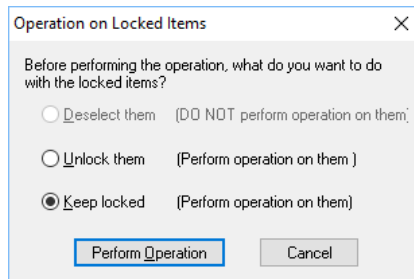 Operation on Locked Items
Before performing the operation, what do you want to do
with the locked items?
Deselect them (DO NOT perform operation on them)
Unlock them (Perform operation on them )
Keep locked (Perform operation on them)
Perform Operation Cancel